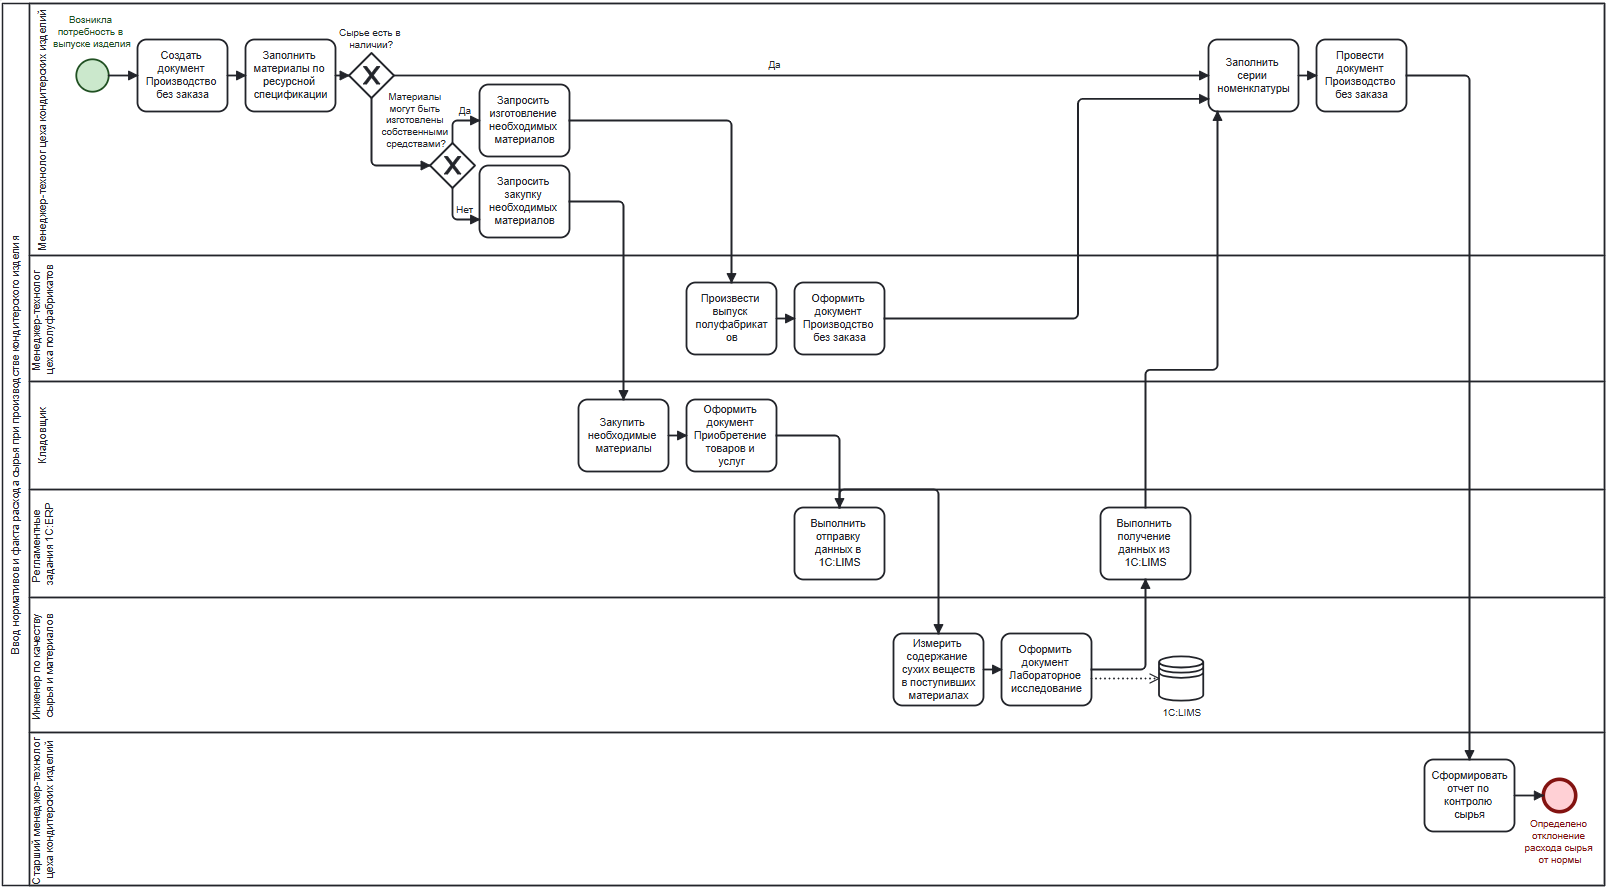 Ввод нормативов и факта расхода сырья при производстве кондитерского изделия
Менеджер-технолог цеха кондитерских изделий
Возникла
потребность в
выпуске изделия
Создать
документ
Производство
без заказа
Заполнить
материалы по
ресурсной
спецификации
Сырье есть в
наличии?
Да
Материалы
могут быть
изготовлены
собственными
средствами?
Да
Нет
Запросить
изготовление
необходимых
материалов
Запросить
закупку
необходимых
материалов
Заполнить
серии
номенклатуры
Провести
документ
Производство
без заказа
Менеджер-технолог
цеха полуфабрикатов
Произвести
выпуск
полуфабрикат
ов
Оформить
документ
Производство
без заказа
Кладовщик
Закупить
необходимые
материалы
Оформить
документ
Приобретение
товаров и
услуг
Регламентные
задания 1С:ERP
Выполнить
отправку
данных в
1С:LIMS
Выполнить
получение
данных из
1С:LIMS
Инженер по качеству
сырья и материалов
Измерить
содержание
сухих веществ
в поступивших
материалах
Оформить
документ
Лабораторное
исследование
1С:LIMS
Старший менеджер-технолог
цеха кондитерских изделий
Сформировать
отчет по
контролю
сырья
Определено
отклонение
расхода сырья
от нормы